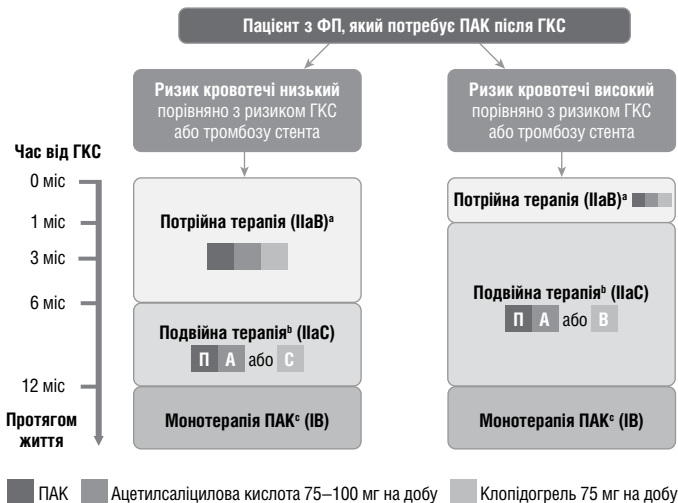 Пацієнт з ФП, який потребує ПАК після ГКС
Ризик кровотечі низький
порівняно з ризиком ГКС
або тромбозу стента
Ризик кровотечі високий
порівняно з ризиком ГКС
або тромбозу стента
Час від ГКС
0 міс
1 міс
3 міс
6 міс
12 міс
Протягом
життя
Потрійна терапія (IIaB)ᵃ
Подвійна терапіяᵇ (IIaC)
П А або С
Монотерапія ПАКᶜ (IB)
Потрійна терапія (IIaB)ᵃ
Подвійна терапіяᵇ (IIaC)
П А або В
Монотерапія ПАКᶜ (IB)
ПАК Ацетилсаліцилова кислота 75–100 мг на добу Клопідогрель 75 мг на добу